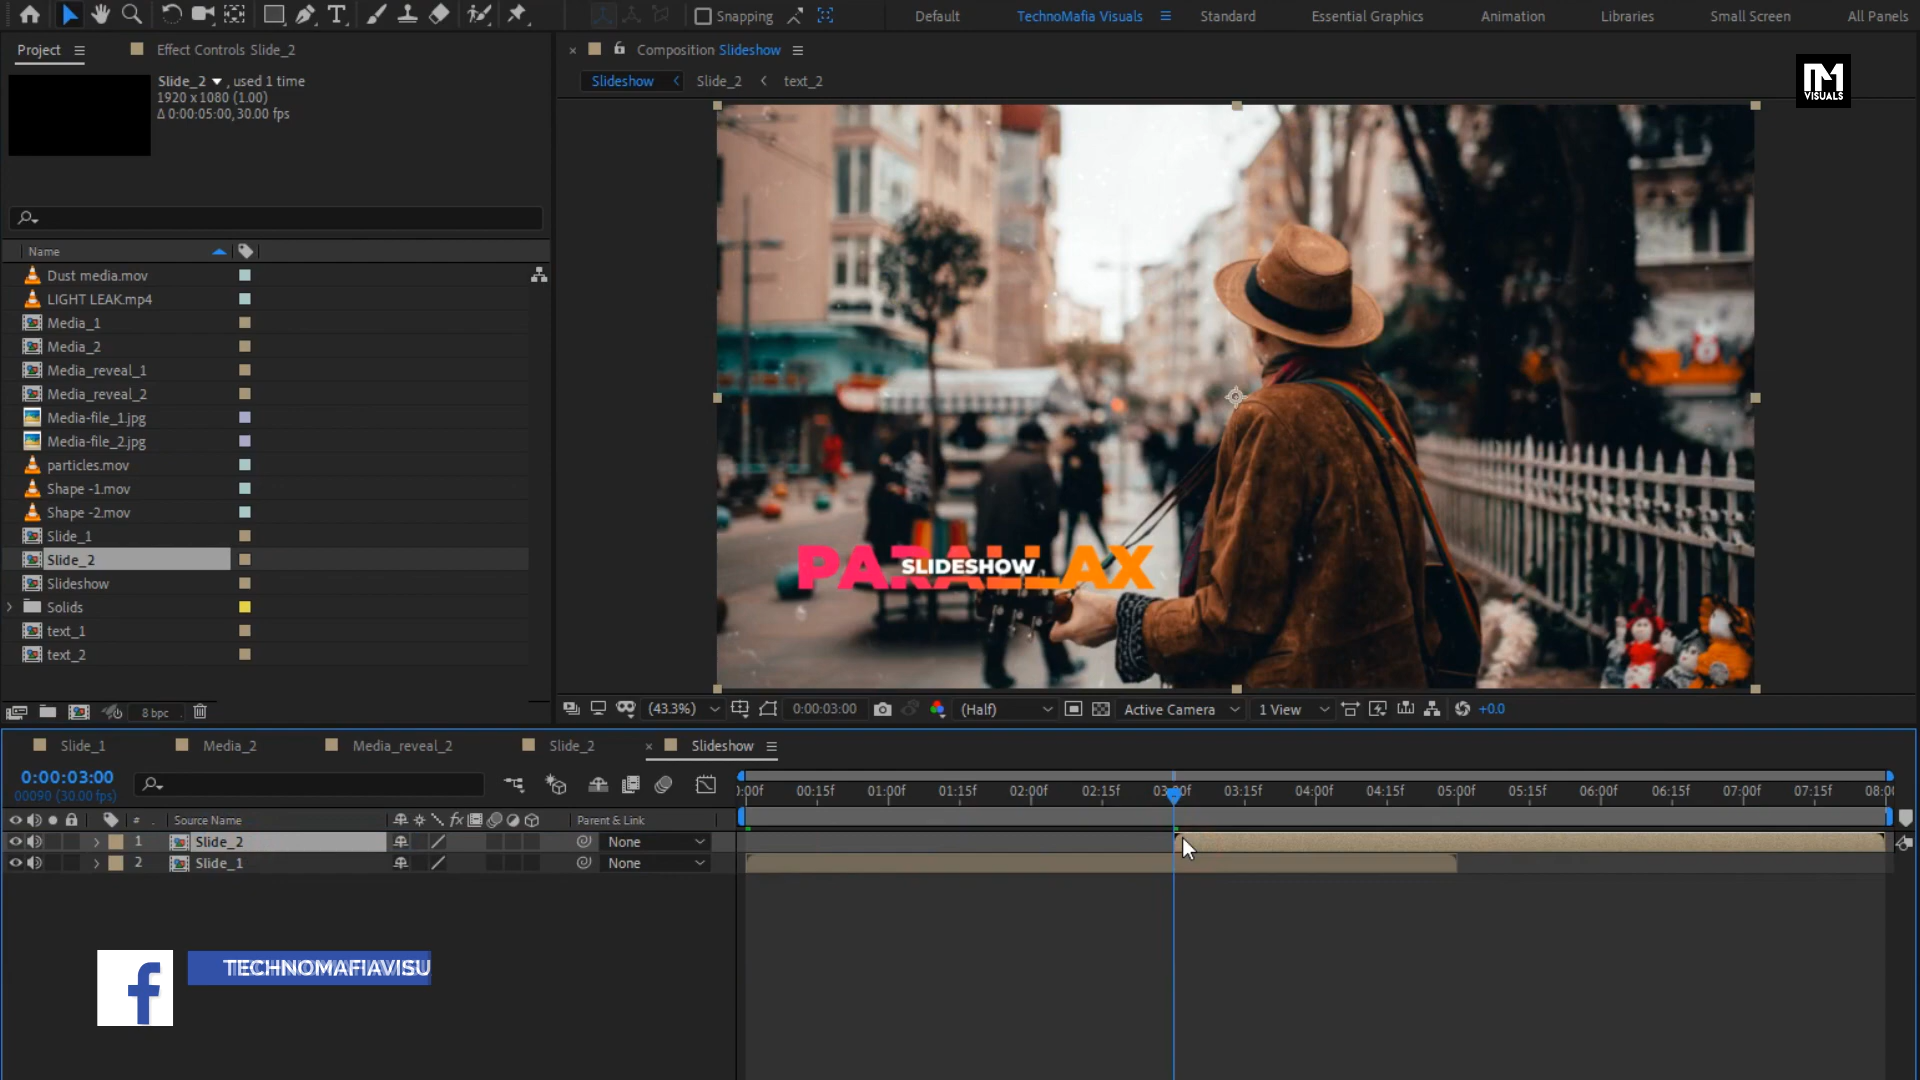 Snapping
Default
TechnoMafia Visuals
Standard
Essential Graphics
Animation
Libraries
Small Screen
All Panels
Project
Effect Controls Slide_2
Composition Slideshow
Slide_2 , used 1 time
1920 x 1080 (1.00)
Δ 0:00:05:00, 30.00 fps
Slideshow
Slide_2
text_2
VISUALS
Name
Dust media.mov
LIGHT LEAK.mp4
Media_1
Media_2
Media_reveal_1
Media_reveal_2
Media-file_1.jpg
Media-file_2.jpg
particles.mov
Shape -1.mov
Shape -2.mov
Slide_1
Slide_2
Slideshow
Solids
text_1
text_2
PARALLAX
SLIDESHOW
8 bpc
(43.3%)
0:00:03:00
(Half)
Active Camera
1 View
+0.0
Slide_1
Media_2
Media_reveal_2
Slide_2
Slideshow
0:00:03:00
00090 (30.00 fps)
:00f 00:15f 01:00f 01:15f 02:00f 02:15f 03:00f 03:15f 04:00f 04:15f 05:00f 05:15f 06:00f 06:15f 07:00f 07:15f 08:00
# Source Name
fx
Parent & Link
1 Slide_2 None
2 Slide_1 None
f
TECHNOMAFIAVISU